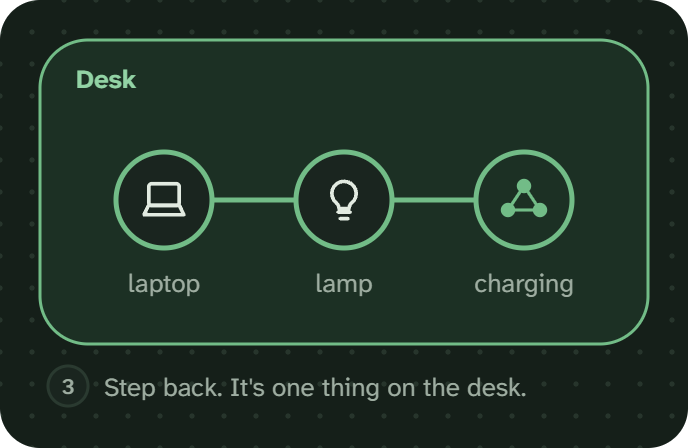 Desk
laptop lamp charging
3 Step back. It's one thing on the desk.